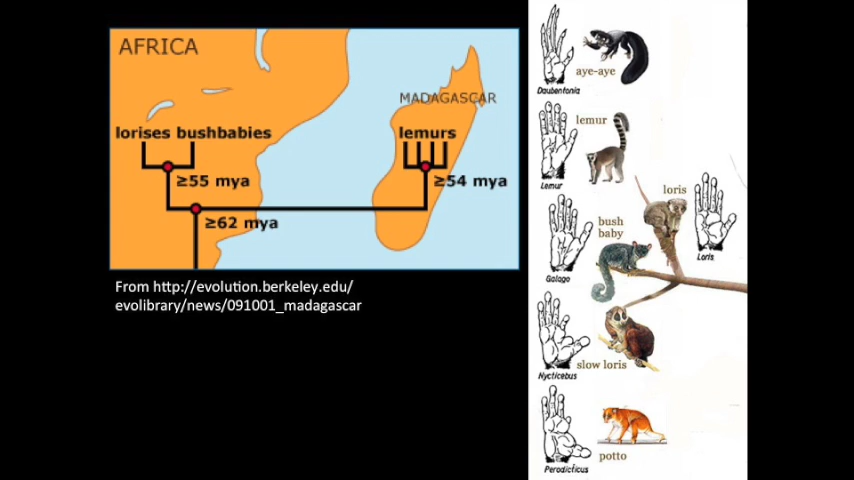 AFRICA
MADAGASCAR
lorises bushbabies
lemurs
≥55 mya
≥54 mya
≥62 mya
From http://evolution.berkeley.edu/
evolibrary/news/091001_madagascar
aye-aye
Daubentonia
lemur
Lemur
loris
Loris
bush
baby
Galago
slow loris
Nycticebus
potto
Perodicticus